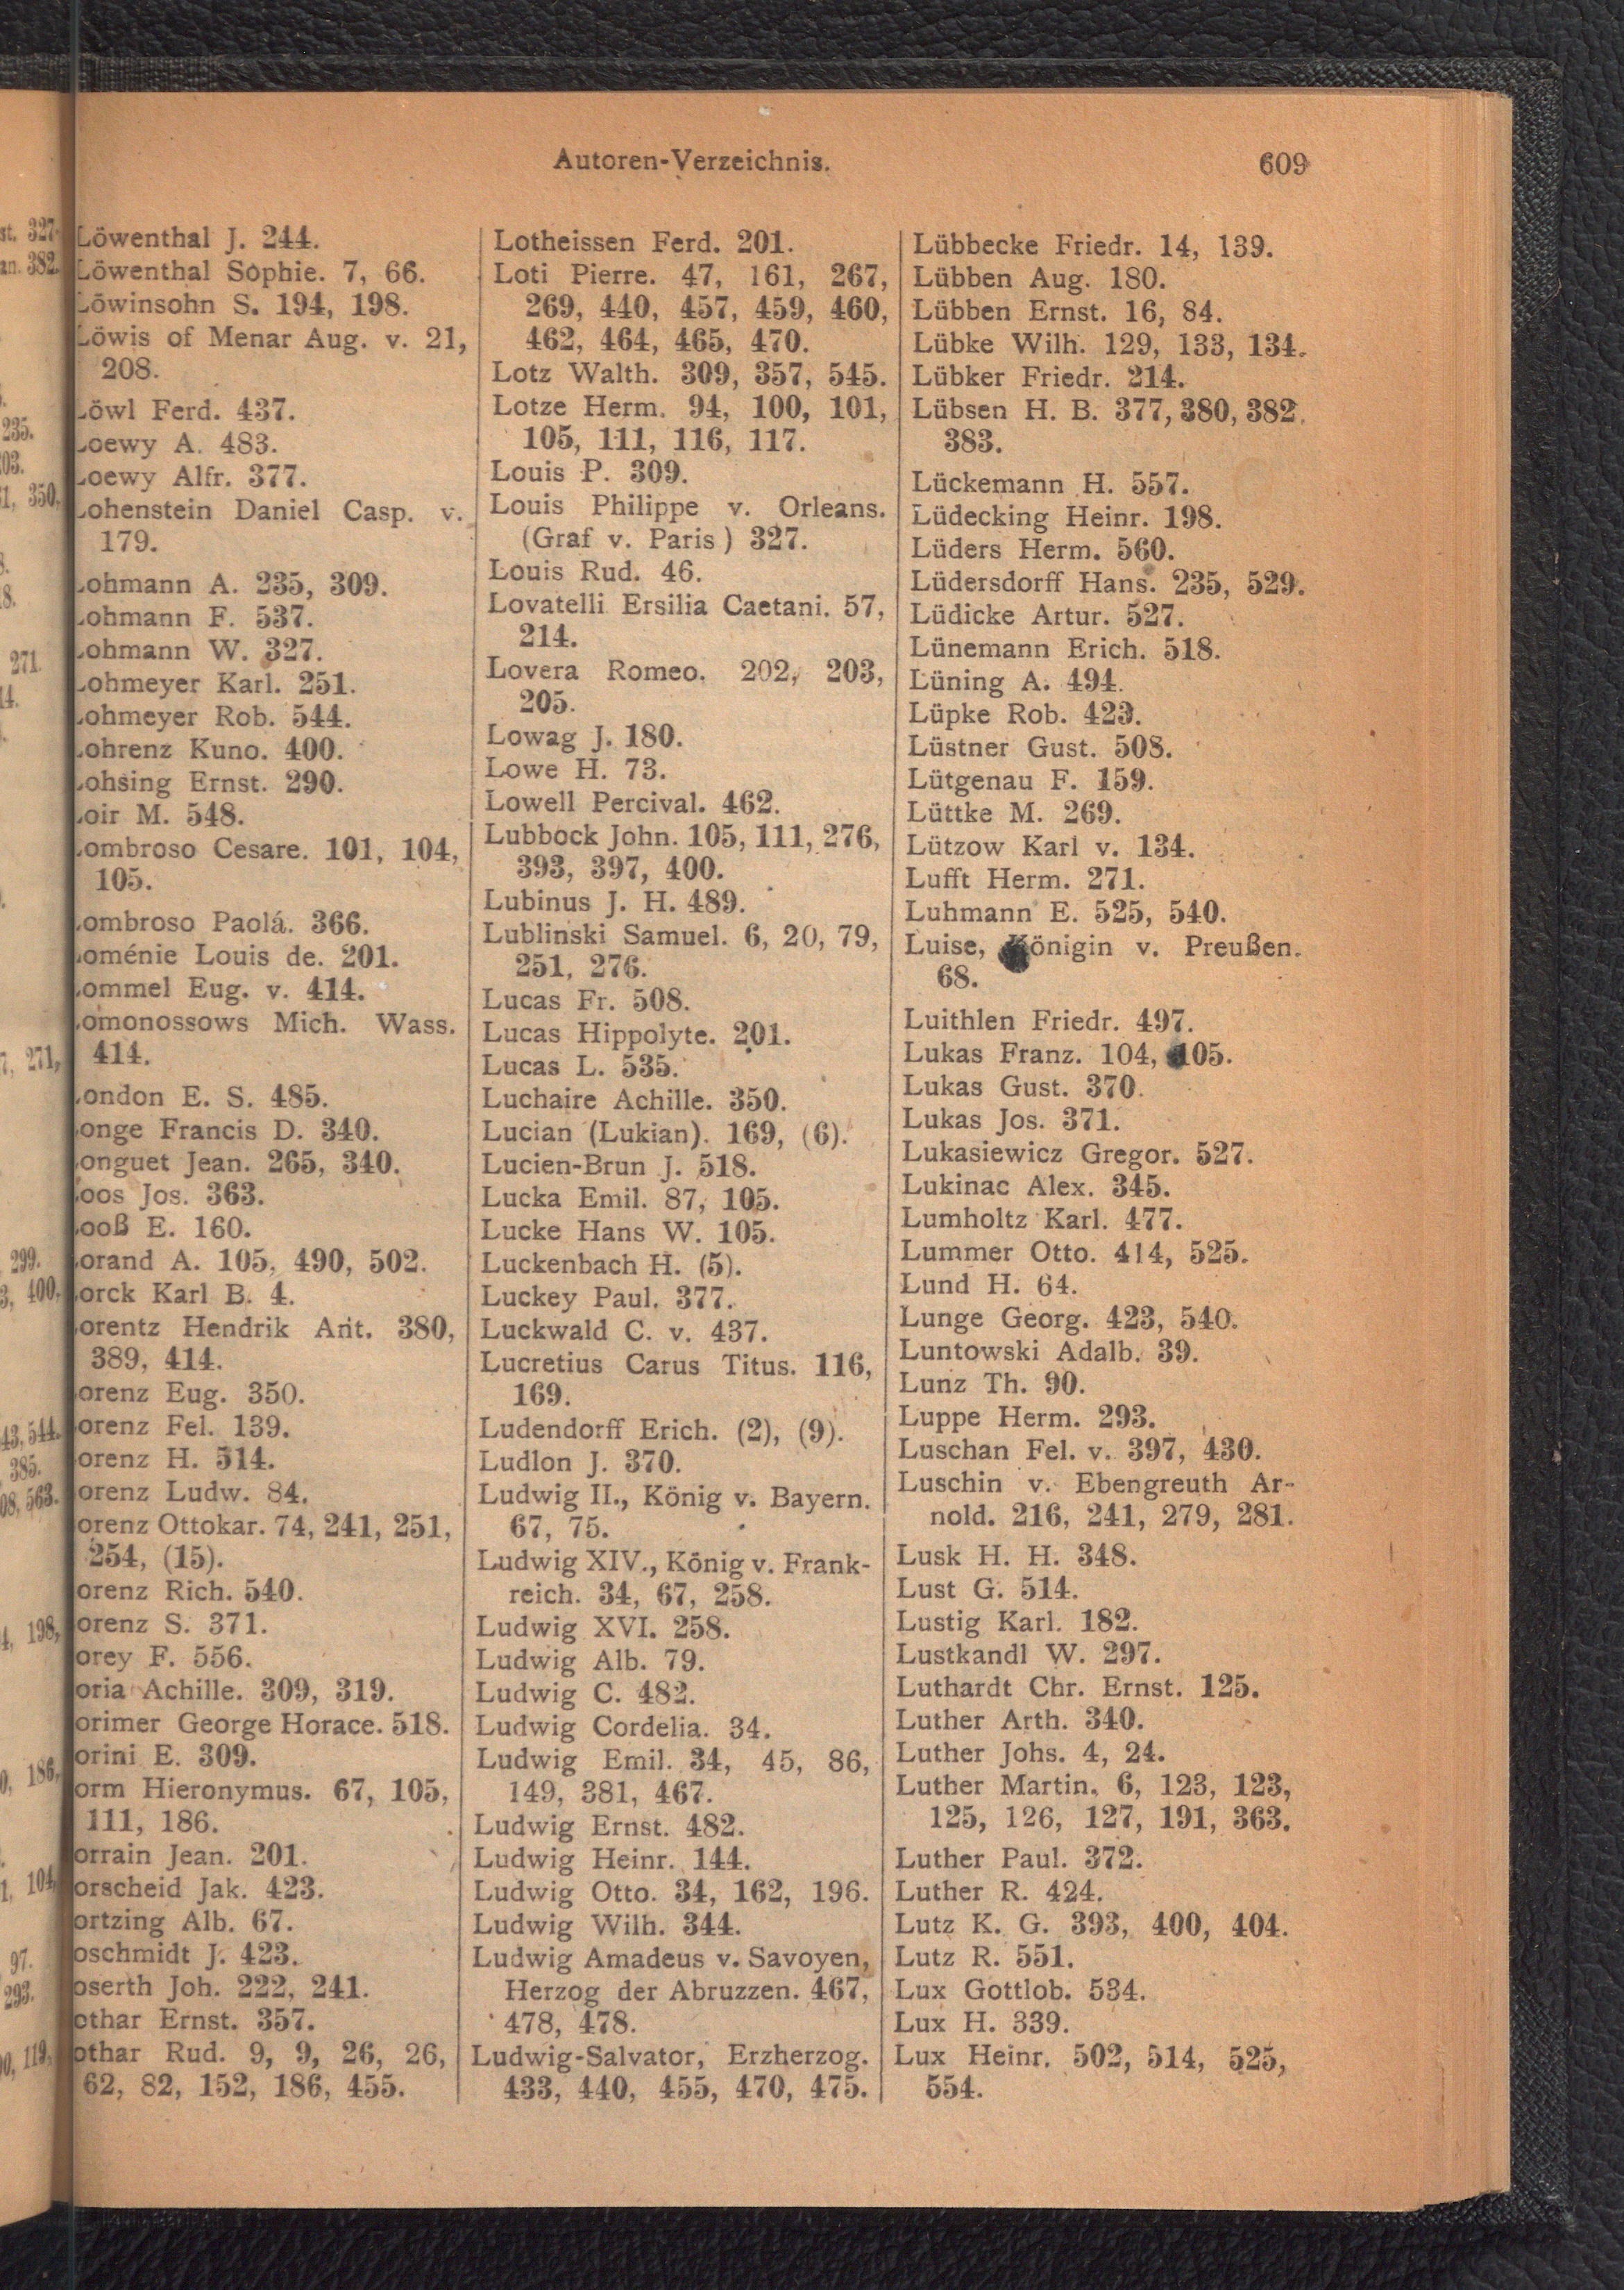 Autoren-Verzeichnis.
609
Löwenthal J. 244.
Löwenthal Sophie. 7, 66.
Löwinsohn S. 194, 198.
Löwis of Menar Aug. v. 21,
208.
Löwl Ferd. 437.
Loewy A. 483.
Loewy Alfr. 377.
Lohenstein Daniel Casp. v.
179.
Lohmann A. 235, 309.
Lohmann F. 537.
Lohmann W. 327.
Lohmeyer Karl. 251.
Lohmeyer Rob. 544.
Lohrenz Kuno. 400.
Lohsing Ernst. 290.
Loir M. 548.
Lombroso Cesare. 101, 104,
105.
Lombroso Paolá. 366.
Loménie Louis de. 201.
Lommel Eug. v. 414.
Lomonossows Mich. Wass.
414.
London E. S. 485.
Longe Francis D. 340.
Longuet Jean. 265, 340.
Loos Jos. 363.
Looß E. 160.
Lorand A. 105, 490, 502.
Lorck Karl B. 4.
Lorentz Hendrik Ant. 380,
389, 414.
Lorenz Eug. 350.
Lorenz Fel. 139.
Lorenz H. 514.
Lorenz Ludw. 84.
Lorenz Ottokar. 74, 241, 251,
254, (15).
Lorenz Rich. 540.
Lorenz S. 371.
Lorey F. 556.
Loria Achille. 309, 319.
Lorimer George Horace. 518.
Lorini E. 309.
Lorm Hieronymus. 67, 105,
111, 186.
Lorrain Jean. 201.
Lorscheid Jak. 423.
Lortzing Alb. 67.
Loschmidt J. 423.
Loserth Joh. 222, 241.
Lothar Ernst. 357.
Lothar Rud. 9, 9, 26, 26,
62, 82, 152, 186, 455.
Lotheissen Ferd. 201.
Loti Pierre. 47, 161, 267,
269, 440, 457, 459, 460,
462, 464, 465, 470.
Lotz Walth. 309, 357, 545.
Lotze Herm. 94, 100, 101,
105, 111, 116, 117.
Louis P. 309.
Louis Philippe v. Orleans.
(Graf v. Paris) 327.
Louis Rud. 46.
Lovatelli Ersilia Caetani. 57,
214.
Lovera Romeo. 202, 203,
205.
Lowag J. 180.
Lowe H. 73.
Lowell Percival. 462.
Lubbock John. 105, 111, 276,
393, 397, 400.
Lubinus J. H. 489.
Lublinski Samuel. 6, 20, 79,
251, 276.
Lucas Fr. 508.
Lucas Hippolyte. 201.
Lucas L. 535.
Luchaire Achille. 350.
Lucian (Lukian). 169, (6).
Lucien-Brun J. 518.
Lucka Emil. 87, 105.
Lucke Hans W. 105.
Luckenbach H. (5).
Luckey Paul. 377.
Luckwald C. v. 437.
Lucretius Carus Titus. 116,
169.
Ludendorff Erich. (2), (9).
Ludlon J. 370.
Ludwig II., König v. Bayern.
67, 75.
Ludwig XIV., König v. Frank-
reich. 34, 67, 258.
Ludwig XVI. 258.
Ludwig Alb. 79.
Ludwig C. 482.
Ludwig Cordelia. 34.
Ludwig Emil. 34, 45, 86,
149, 381, 467.
Ludwig Ernst. 482.
Ludwig Heinr. 144.
Ludwig Otto. 34, 162, 196.
Ludwig Wilh. 344.
Ludwig Amadeus v. Savoyen,
Herzog der Abruzzen. 467,
478, 478.
Ludwig-Salvator, Erzherzog.
433, 440, 455, 470, 475.
Lübbecke Friedr. 14, 139.
Lübben Aug. 180.
Lübben Ernst. 16, 84.
Lübke Wilh. 129, 133, 134.
Lübker Friedr. 214.
Lübsen H. B. 377, 380, 382,
383.
Lückemann H. 557.
Lüdecking Heinr. 198.
Lüders Herm. 560.
Lüdersdorff Hans. 235, 529.
Lüdicke Artur. 527.
Lünemann Erich. 518.
Lüning A. 494.
Lüpke Rob. 423.
Lüstner Gust. 508.
Lütgenau F. 159.
Lüttke M. 269.
Lützow Karl v. 134.
Lufft Herm. 271.
Luhmann E. 525, 540.
Luise, Königin v. Preußen.
68.
Luithlen Friedr. 497.
Lukas Franz. 104, 105.
Lukas Gust. 370.
Lukas Jos. 371.
Lukasiewicz Gregor. 527.
Lukinac Alex. 345.
Lumholtz Karl. 477.
Lummer Otto. 414, 525.
Lund H. 64.
Lunge Georg. 423, 540.
Luntowski Adalb. 39.
Lunz Th. 90.
Luppe Herm. 293.
Luschan Fel. v. 397, 430.
Luschin v. Ebengreuth Ar-
nold. 216, 241, 279, 281.
Lusk H. H. 348.
Lust G. 514.
Lustig Karl. 182.
Lustkandl W. 297.
Luthardt Chr. Ernst. 125.
Luther Arth. 340.
Luther Johs. 4, 24.
Luther Martin. 6, 123, 123,
125, 126, 127, 191, 363.
Luther Paul. 372.
Luther R. 424.
Lutz K. G. 393, 400, 404.
Lutz R. 551.
Lux Gottlob. 534.
Lux H. 339.
Lux Heinr. 502, 514, 525,
554.